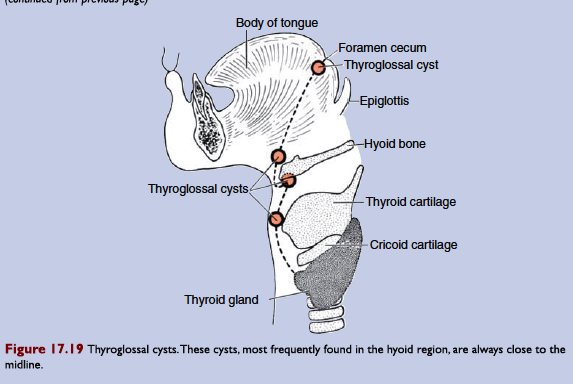 (continued from previous page)
Body of tongue
Foramen cecum
Thyroglossal cyst
Epiglottis
Hyoid bone
Thyroglossal cysts
Thyroid cartilage
Cricoid cartilage
Thyroid gland
Figure 17.19 Thyroglossal cysts. These cysts, most frequently found in the hyoid region, are always close to the
midline.